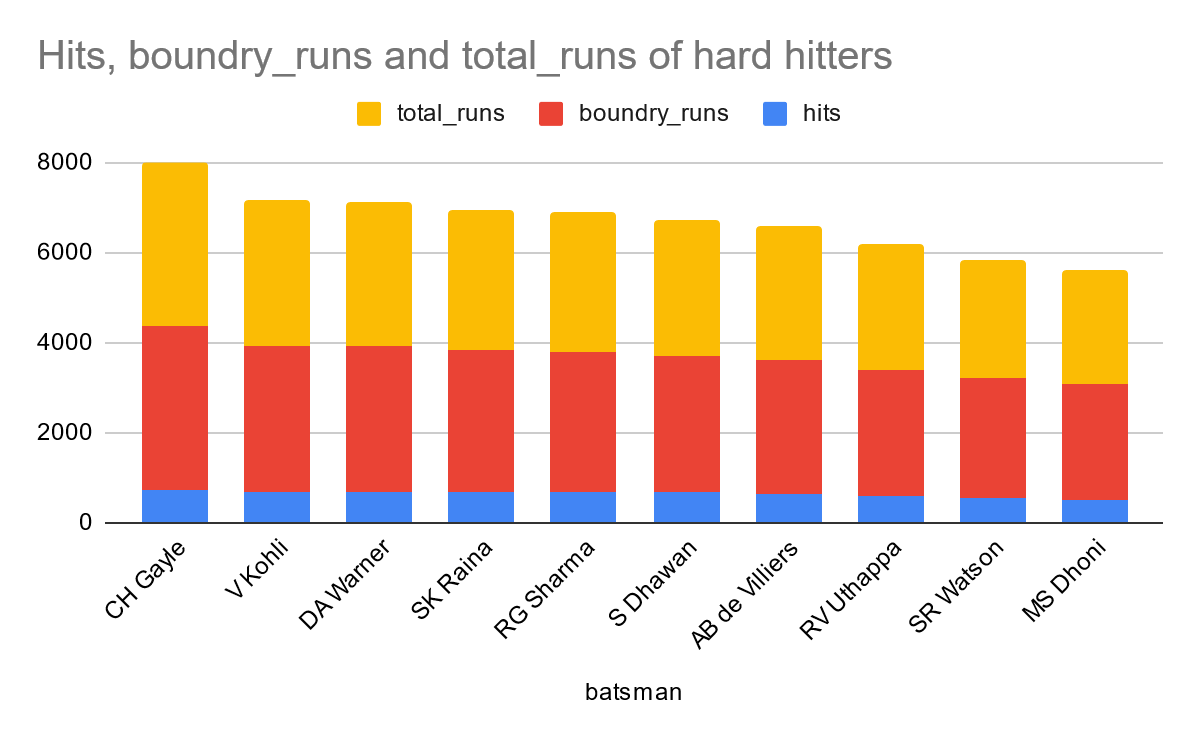 Hits, boundry_runs and total_runs of hard hitters
total_runs boundry_runs hits
8000
6000
4000
2000
0
CH Gayle
V Kohli
DA Warner
SK Raina
RG Sharma
S Dhawan
AB de Villiers
RV Uthappa
SR Watson
MS Dhoni
batsman